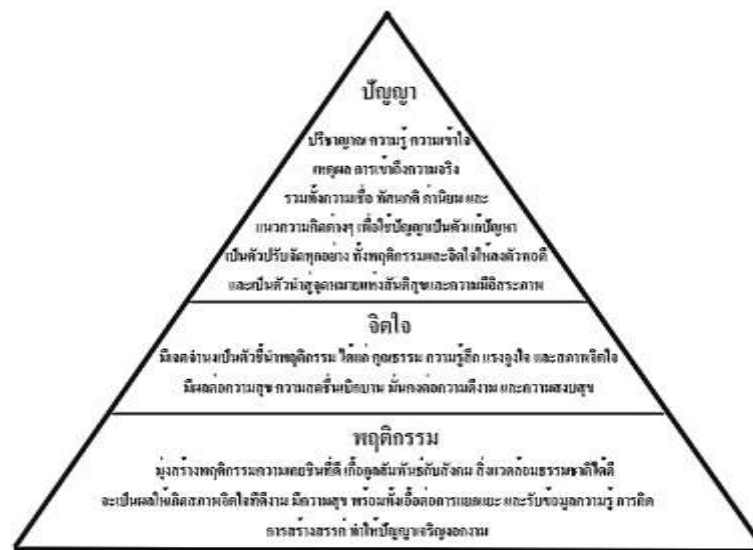 ปัญญา
ปรีชาญาณ ความรู้ ความเข้าใจ
เหตุผล การเข้าถึงความจริง
รวมทั้งความเชื่อ ทัศนคติ ค่านิยม และ
แนวความคิดต่างๆ เพื่อใช้ปัญญาเป็นตัวแก้ปัญหา
เป็นตัวปรับจัดทุกอย่าง ทั้งพฤติกรรมและจิตใจให้ลงตัวพอดี
และเป็นตัวนำสู่จุดหมายแห่งสันติสุขและความมีอิสระภาพ
จิตใจ
มีเจตจำนงเป็นตัวชี้นำพฤติกรรม ได้แก่ คุณธรรม ความรู้สึก แรงจูงใจ และสภาพจิตใจ
มีผลต่อความสุข ความสดชื่นเบิกบาน มั่นคงต่อความดีงาม และความสงบสุข
พฤติกรรม
มุ่งสร้างพฤติกรรมความเคยชินที่ดี เกื้อกูลสัมพันธ์กับสังคม สิ่งแวดล้อมธรรมชาติได้ดี
จะเป็นผลให้เกิดสภาพจิตใจที่ดีงาม มีความสุข พร้อมทั้งเอื้อต่อการแยกแยะ และรับข้อมูลความรู้ การคิด
การสร้างสรรค์ ทำให้ปัญญาเจริญงอกงาม